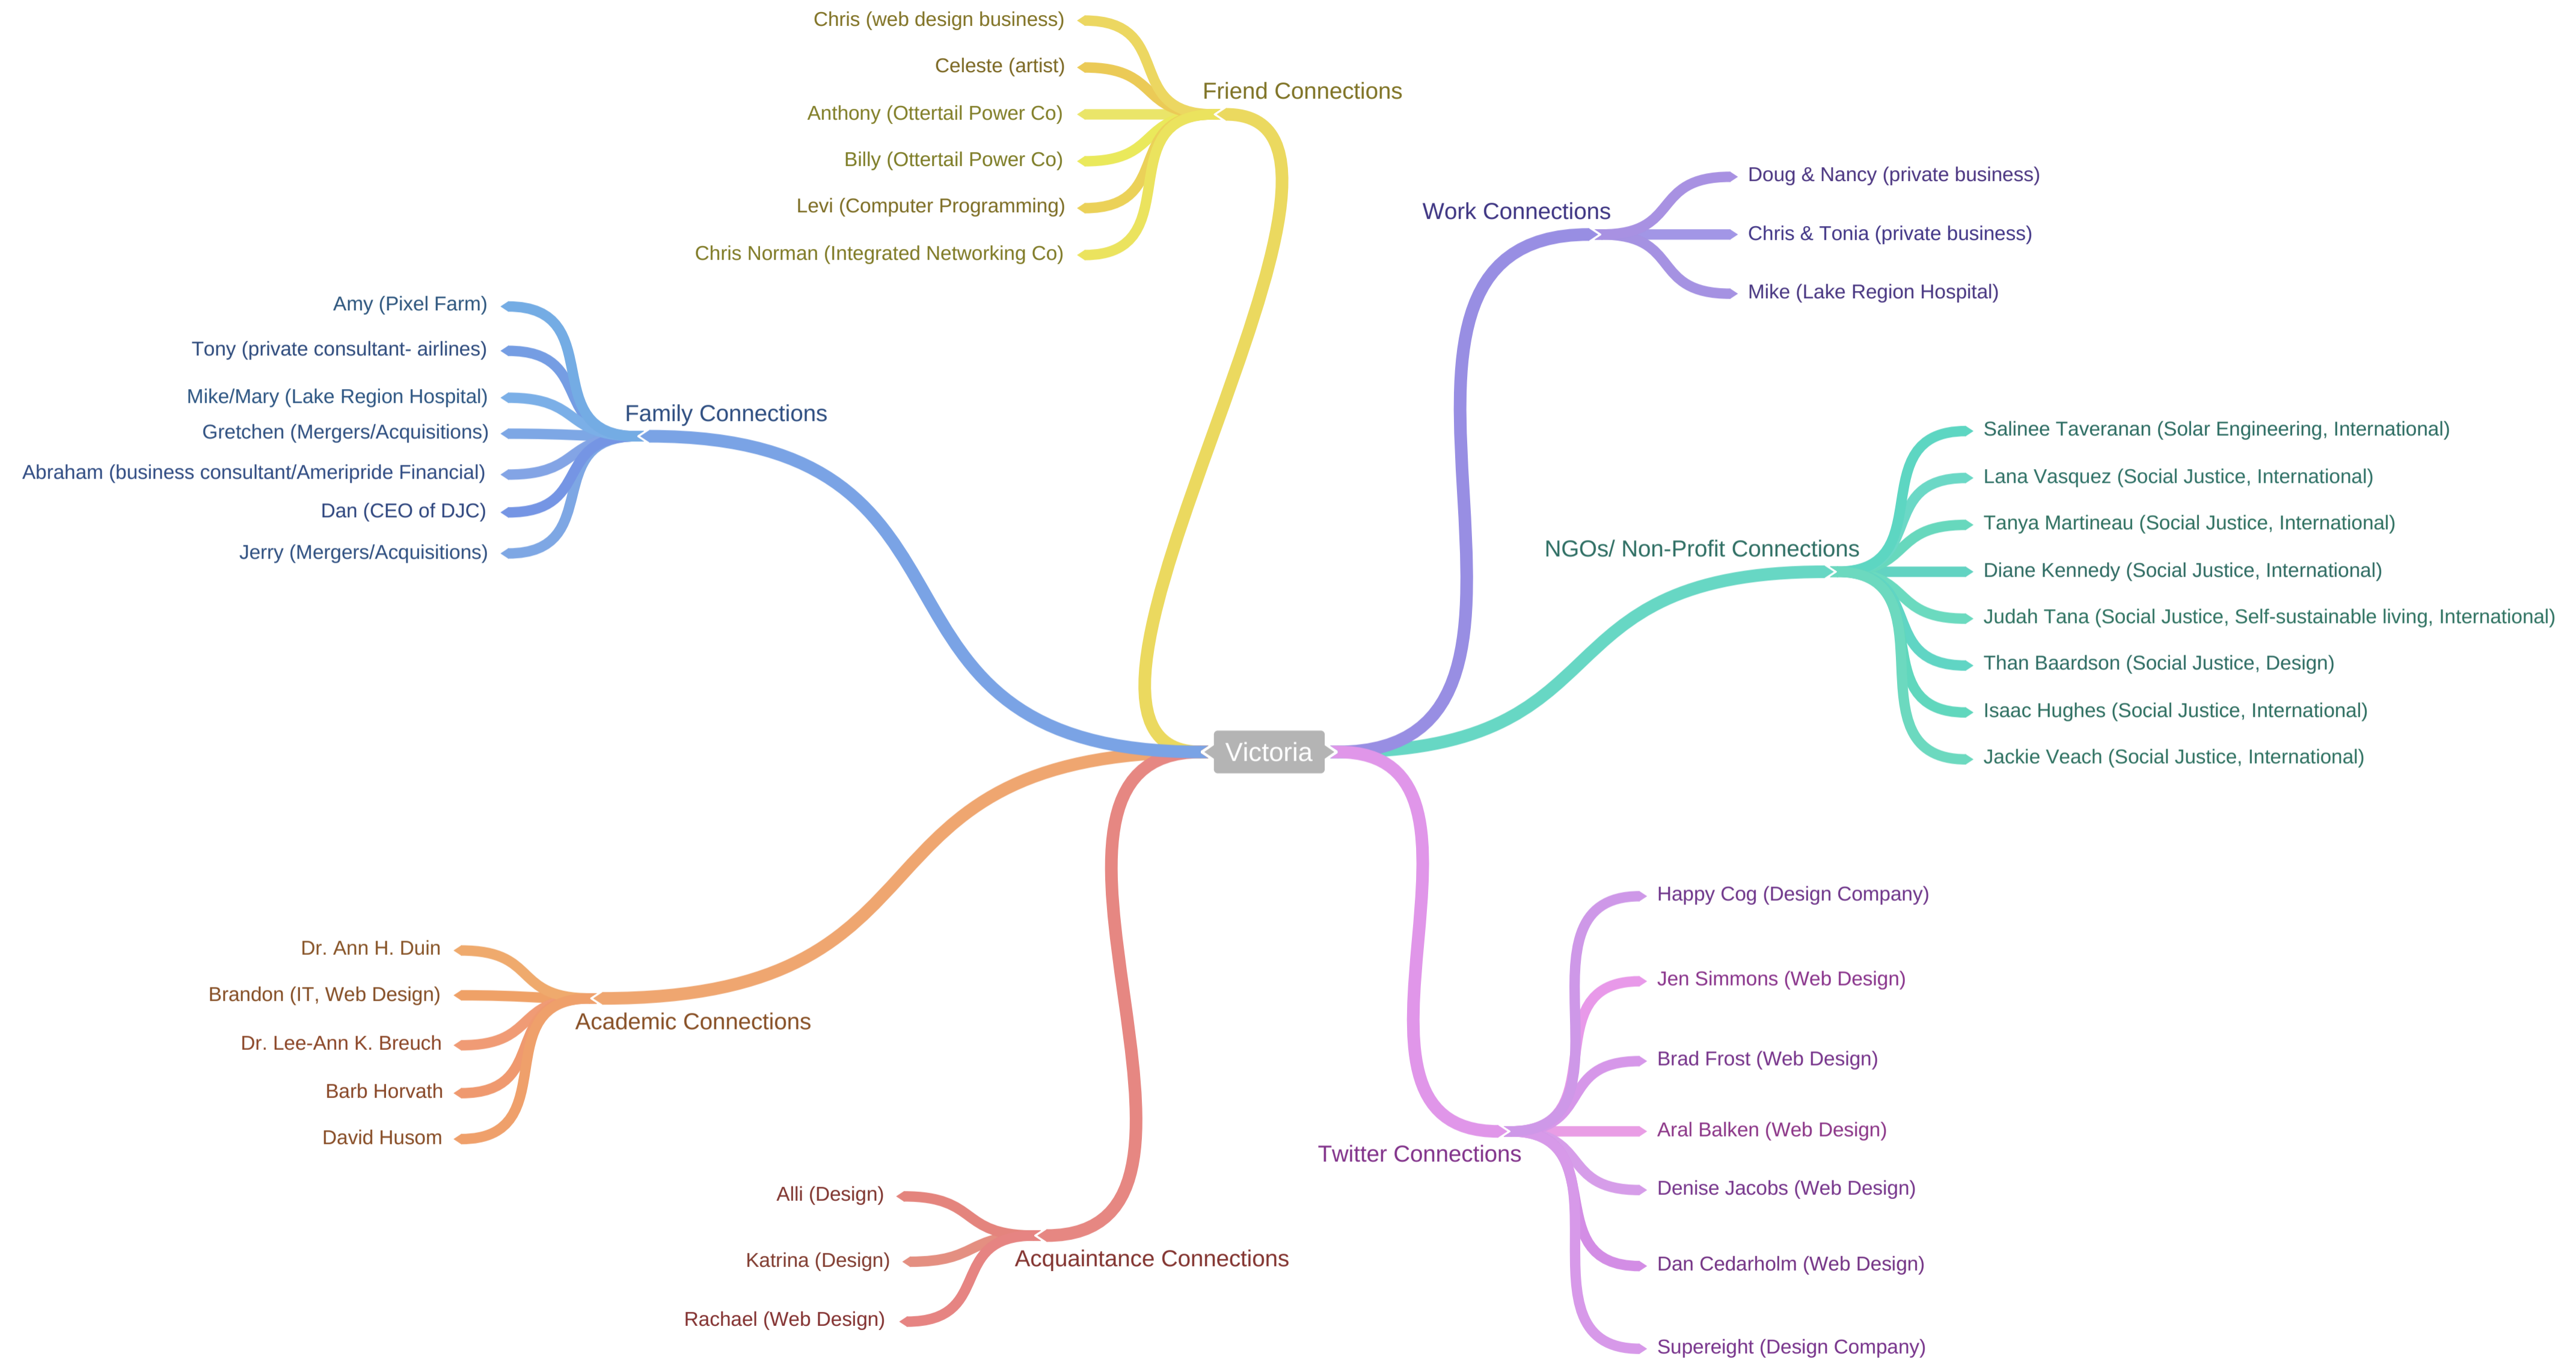 Chris (web design business)
Celeste (artist)
Anthony (Ottertail Power Co)
Billy (Ottertail Power Co)
Levi (Computer Programming)
Chris Norman (Integrated Networking Co)
Friend Connections
Work Connections
Doug & Nancy (private business)
Chris & Tonia (private business)
Mike (Lake Region Hospital)
Amy (Pixel Farm)
Tony (private consultant- airlines)
Mike/Mary (Lake Region Hospital)
Gretchen (Mergers/Acquisitions)
Abraham (business consultant/Ameripride Financial)
Dan (CEO of DJC)
Jerry (Mergers/Acquisitions)
Family Connections
NGOs/ Non-Profit Connections
Salinee Taveranan (Solar Engineering, International)
Lana Vasquez (Social Justice, International)
Tanya Martineau (Social Justice, International)
Diane Kennedy (Social Justice, International)
Judah Tana (Social Justice, Self-sustainable living, International)
Than Baardson (Social Justice, Design)
Isaac Hughes (Social Justice, International)
Jackie Veach (Social Justice, International)
Victoria
Dr. Ann H. Duin
Brandon (IT, Web Design)
Dr. Lee-Ann K. Breuch
Barb Horvath
David Husom
Academic Connections
Alli (Design)
Katrina (Design)
Rachael (Web Design)
Acquaintance Connections
Twitter Connections
Happy Cog (Design Company)
Jen Simmons (Web Design)
Brad Frost (Web Design)
Aral Balken (Web Design)
Denise Jacobs (Web Design)
Dan Cedarholm (Web Design)
Supereight (Design Company)